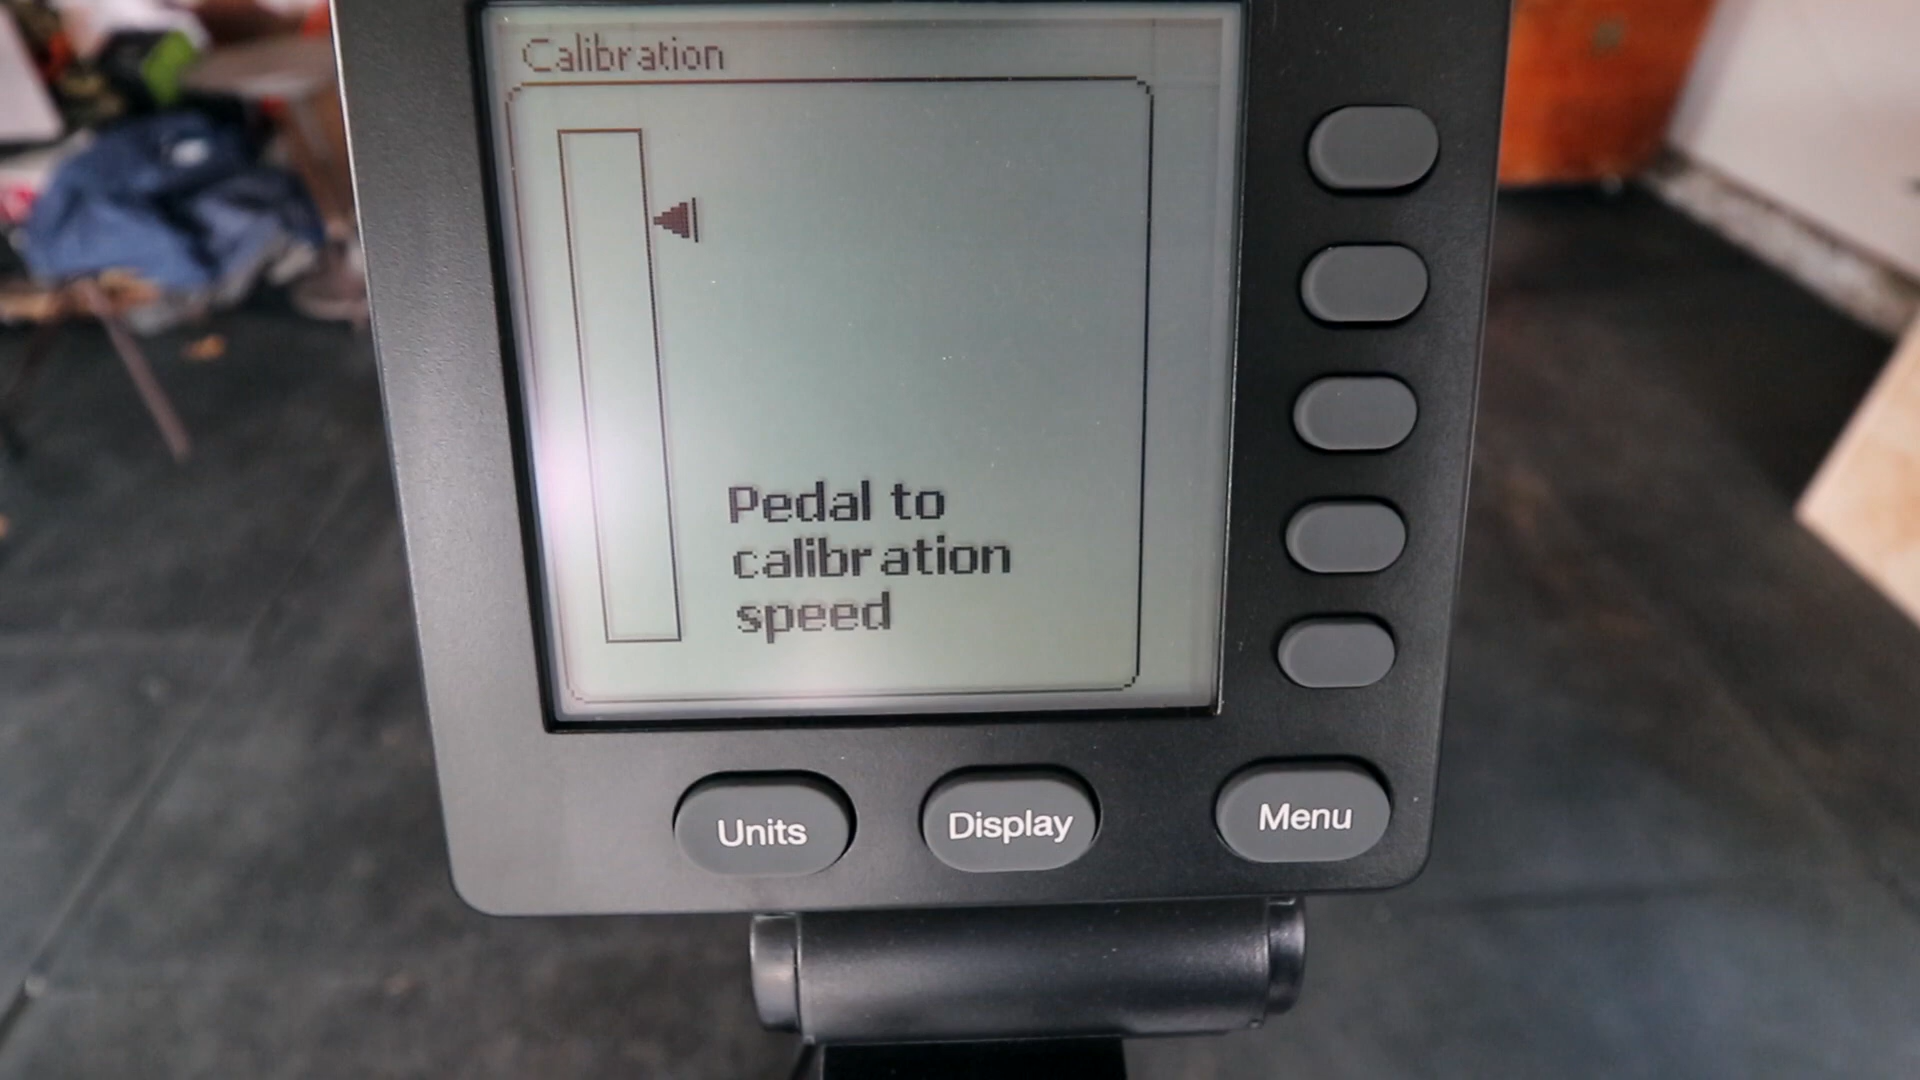 Calibration
Pedal to
calibration
speed
Units
Display
Menu